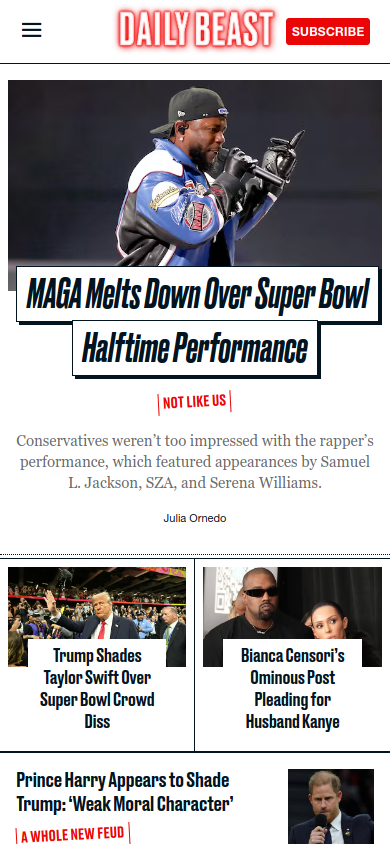 DAILY BEAST
SUBSCRIBE
MAGA Melts Down Over Super Bowl
Halftime Performance
NOT LIKE US
Conservatives weren’t too impressed with the rapper’s
performance, which featured appearances by Samuel
L. Jackson, SZA, and Serena Williams.
Julia Ornedo
Trump Shades
Taylor Swift Over
Super Bowl Crowd
Diss
Bianca Censori’s
Ominous Post
Pleading for
Husband Kanye
Prince Harry Appears to Shade
Trump: ‘Weak Moral Character’
A WHOLE NEW FEUD